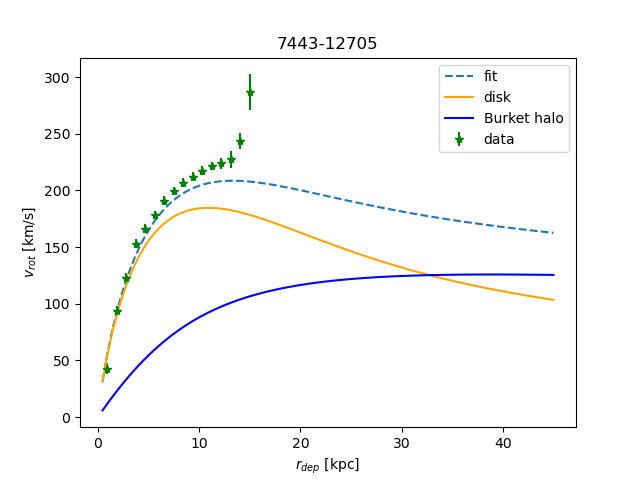 7443-12705
300
250
200
150
100
50
0
v_rot [km/s]
fit
disk
Burket halo
data
0 10 20 30 40
r_dep [kpc]